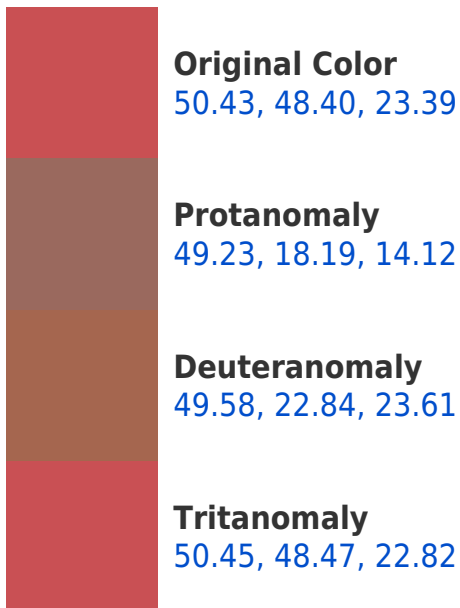 Original Color
50.43, 48.40, 23.39
Protanomaly
49.23, 18.19, 14.12
Deuteranomaly
49.58, 22.84, 23.61
Tritanomaly
50.45, 48.47, 22.82